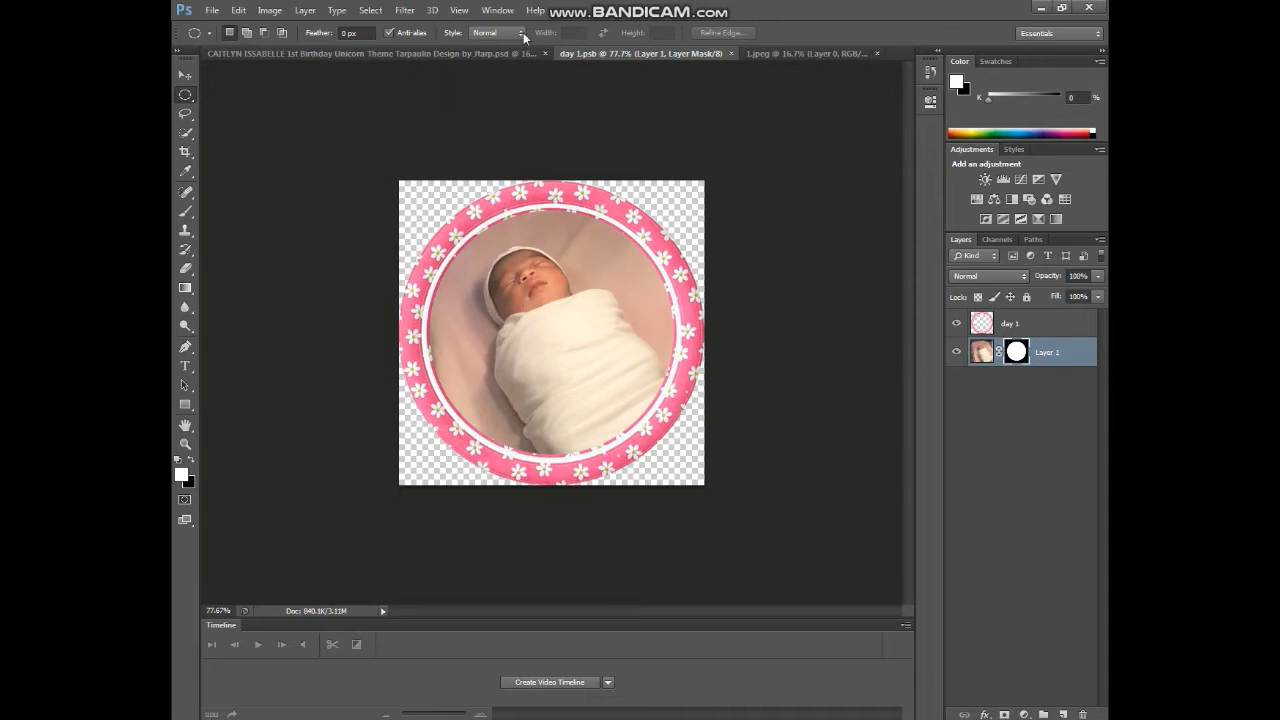 Ps File Edit Image Layer Type Select Filter 3D View Window Help
www.BANDICAM.com
Feather: 0 px Anti-alias Style: Normal Width: Height: Refine Edge... Essentials
CAITLYN ISSABELLE 1st Birthday Unicorn Theme Tarpaulin Design by Jtarp.psd @ 16... × day 1.psb @ 77.7% (Layer 1, Layer Mask/8) × 1.jpeg @ 16.7% (Layer 0, RGB/... ×
Color Swatches
K 0 %
Adjustments Styles
Add an adjustment
Layers Channels Paths
Kind
Normal Opacity: 100%
Lock: Fill: 100%
day 1
Layer 1
T
77.67% Doc: 840.1K/3.11M
Timeline
Create Video Timeline
fx